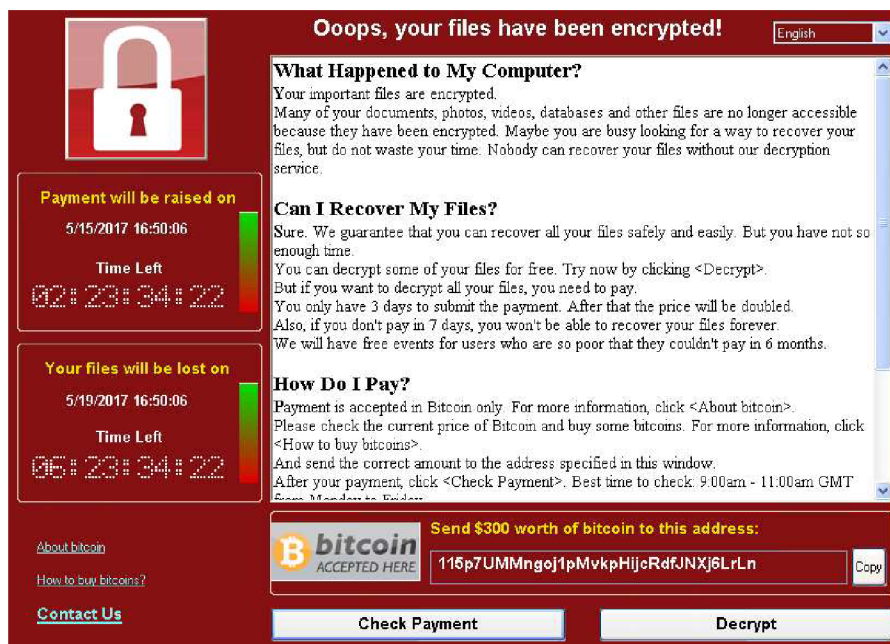 Ooops, your files have been encrypted!
English
What Happened to My Computer?
Your important files are encrypted.
Many of your documents, photos, videos, databases and other files are no longer accessible
because they have been encrypted. Maybe you are busy looking for a way to recover your
files, but do not waste your time. Nobody can recover your files without our decryption
service.
Can I Recover My Files?
Sure. We guarantee that you can recover all your files safely and easily. But you have not so
enough time.
You can decrypt some of your files for free. Try now by clicking <Decrypt>.
But if you want to decrypt all your files, you need to pay.
You only have 3 days to submit the payment. After that the price will be doubled.
Also, if you don't pay in 7 days, you won't be able to recover your files forever.
We will have free events for users who are so poor that they couldn't pay in 6 months.
How Do I Pay?
Payment is accepted in Bitcoin only. For more information, click <About bitcoin>.
Please check the current price of Bitcoin and buy some bitcoins. For more information, click
<How to buy bitcoins>.
And send the correct amount to the address specified in this window.
After your payment, click <Check Payment>. Best time to check: 9:00am - 11:00am GMT
from Monday to Friday
Payment will be raised on
5/15/2017 16:50:06
Time Left
02:23:34:22
Your files will be lost on
5/19/2017 16:50:06
Time Left
06:23:34:22
About bitcoin
How to buy bitcoins?
Contact Us
bitcoin
ACCEPTED HERE
Send $300 worth of bitcoin to this address:
115p7UMMngoj1pMvkpHijcRdfJNXj6LrLn
Copy
Check Payment
Decrypt